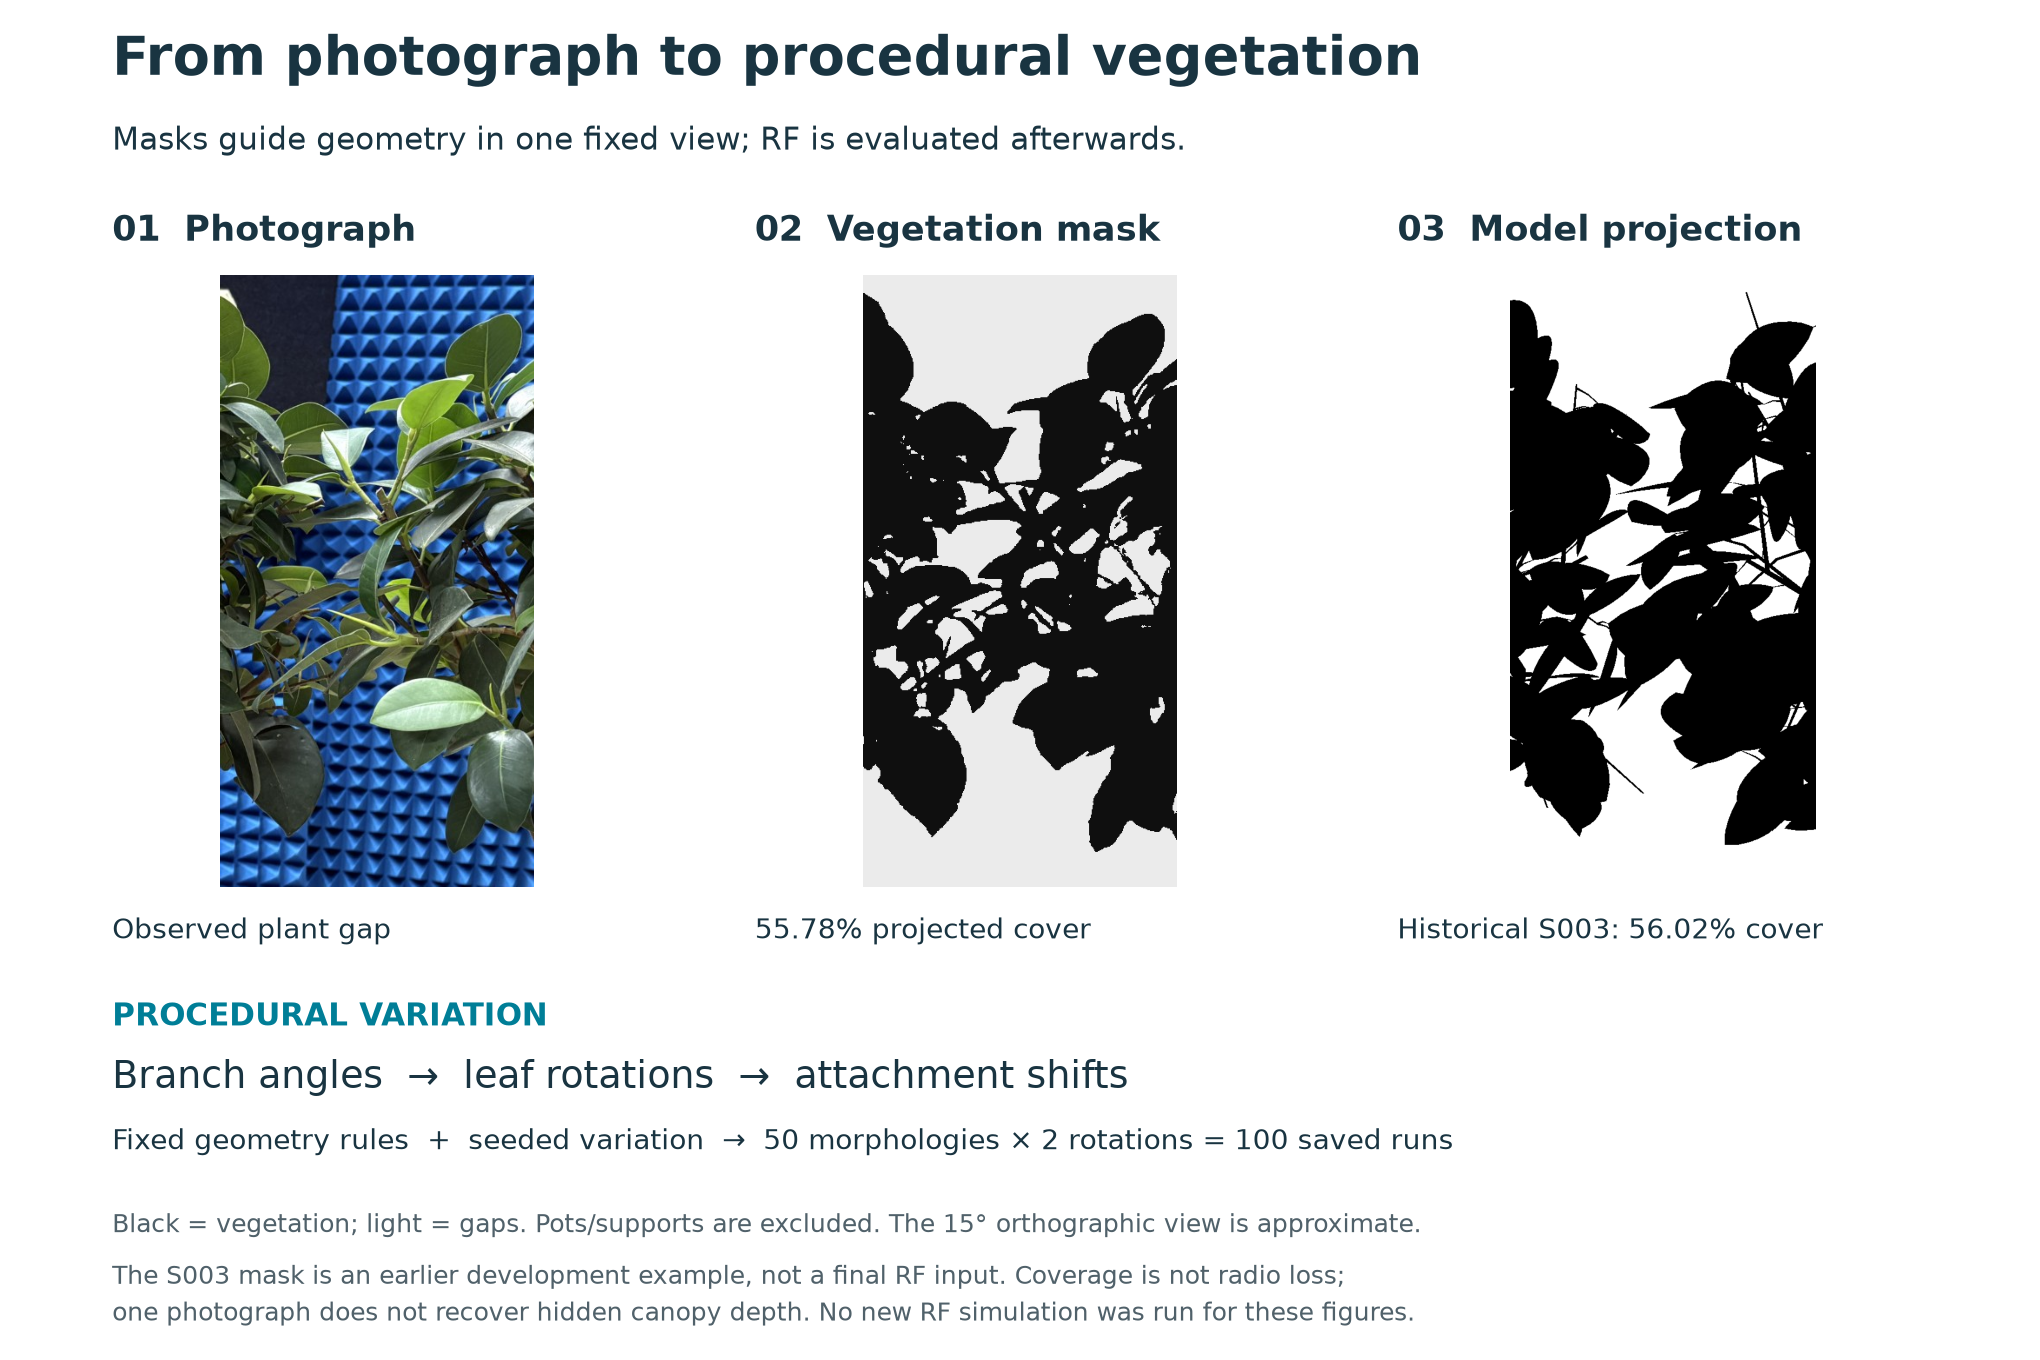 From photograph to procedural vegetation
Masks guide geometry in one fixed view; RF is evaluated afterwards.
01 Photograph
02 Vegetation mask
03 Model projection
Observed plant gap
55.78% projected cover
Historical S003: 56.02% cover
PROCEDURAL VARIATION
Branch angles → leaf rotations → attachment shifts
Fixed geometry rules + seeded variation → 50 morphologies × 2 rotations = 100 saved runs
Black = vegetation; light = gaps. Pots/supports are excluded. The 15° orthographic view is approximate.
The S003 mask is an earlier development example, not a final RF input. Coverage is not radio loss;
one photograph does not recover hidden canopy depth. No new RF simulation was run for these figures.